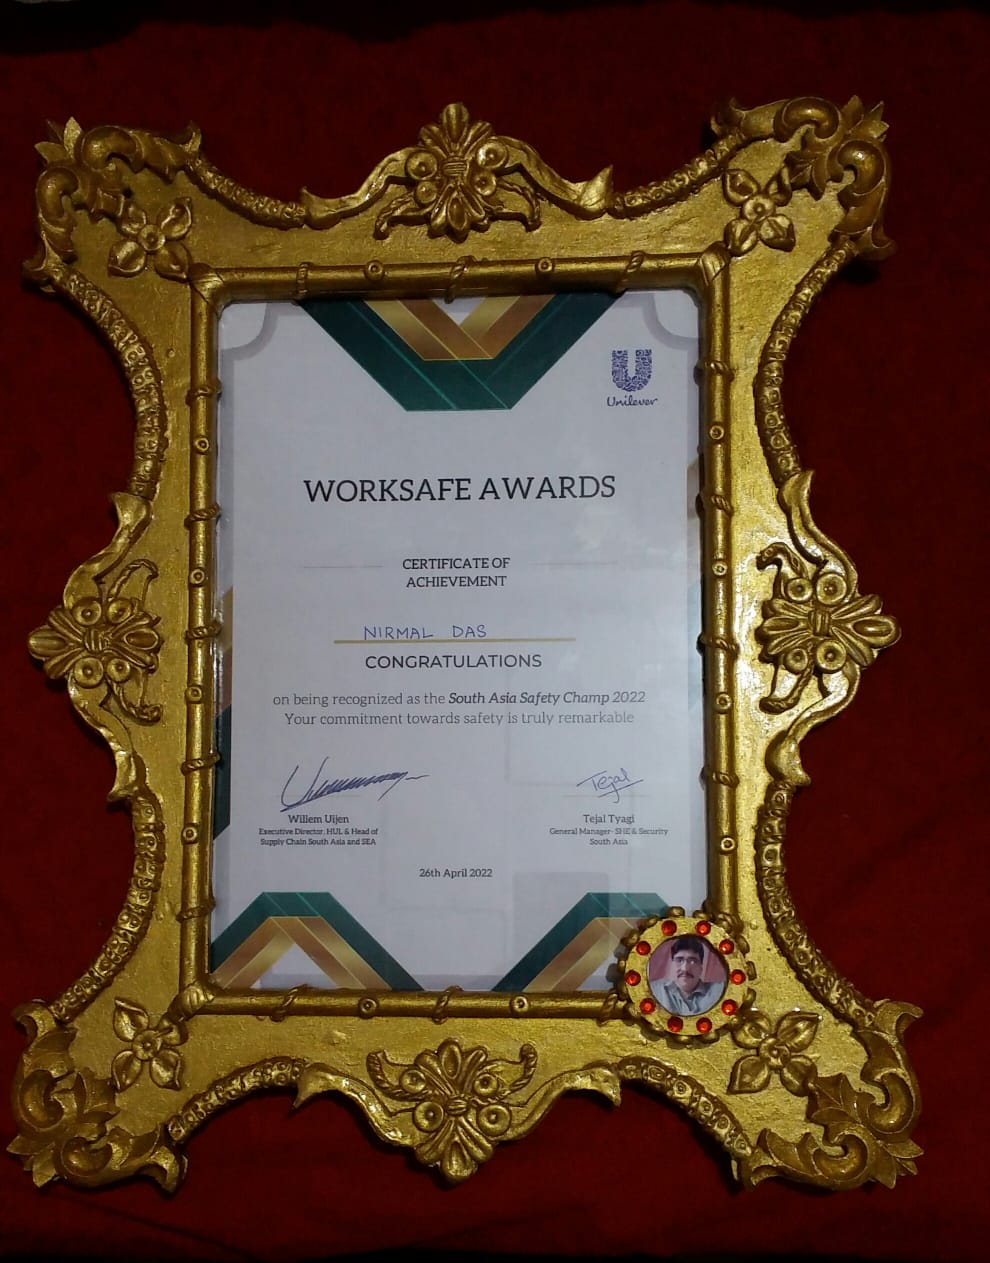 Unilever
WORKSAFE AWARDS
CERTIFICATE OF
ACHIEVEMENT
NIRMAL DAS
CONGRATULATIONS
on being recognized as the South Asia Safety Champ 2022
Your commitment towards safety is truly remarkable
Tejal
Willem Uijen
Executive Director, HUL & Head of
Supply Chain South Asia and SEA
Tejal Tyagi
General Manager- SHE & Security
South Asia
26th April 2022